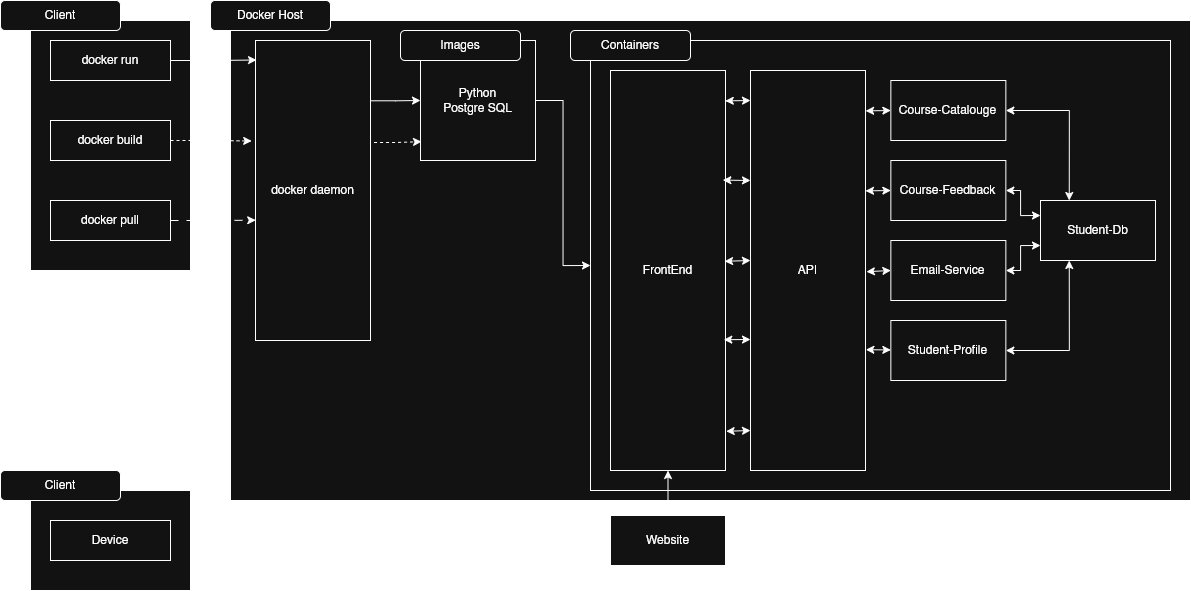 Client
docker run
docker build
docker pull
Docker Host
docker daemon
Images
Python
Postgre SQL
Containers
FrontEnd
API
Course-Catalouge
Course-Feedback
Email-Service
Student-Profile
Student-Db
Client
Device
Website